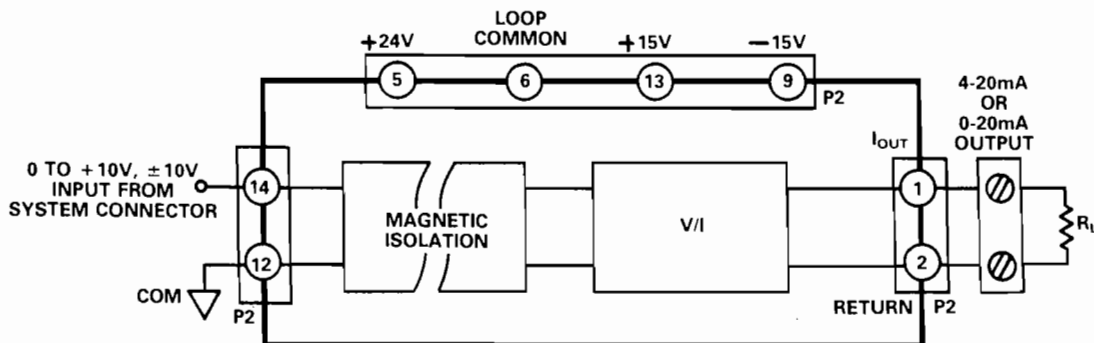 LOOP
COMMON
+24V
+15V
−15V
5
6
13
9
P2
4-20mA
OR
0-20mA
OUTPUT
IOUT
0 TO +10V, ±10V
INPUT FROM
SYSTEM CONNECTOR
14
MAGNETIC
ISOLATION
V/I
1
RL
12
2
COM
P2
RETURN
P2